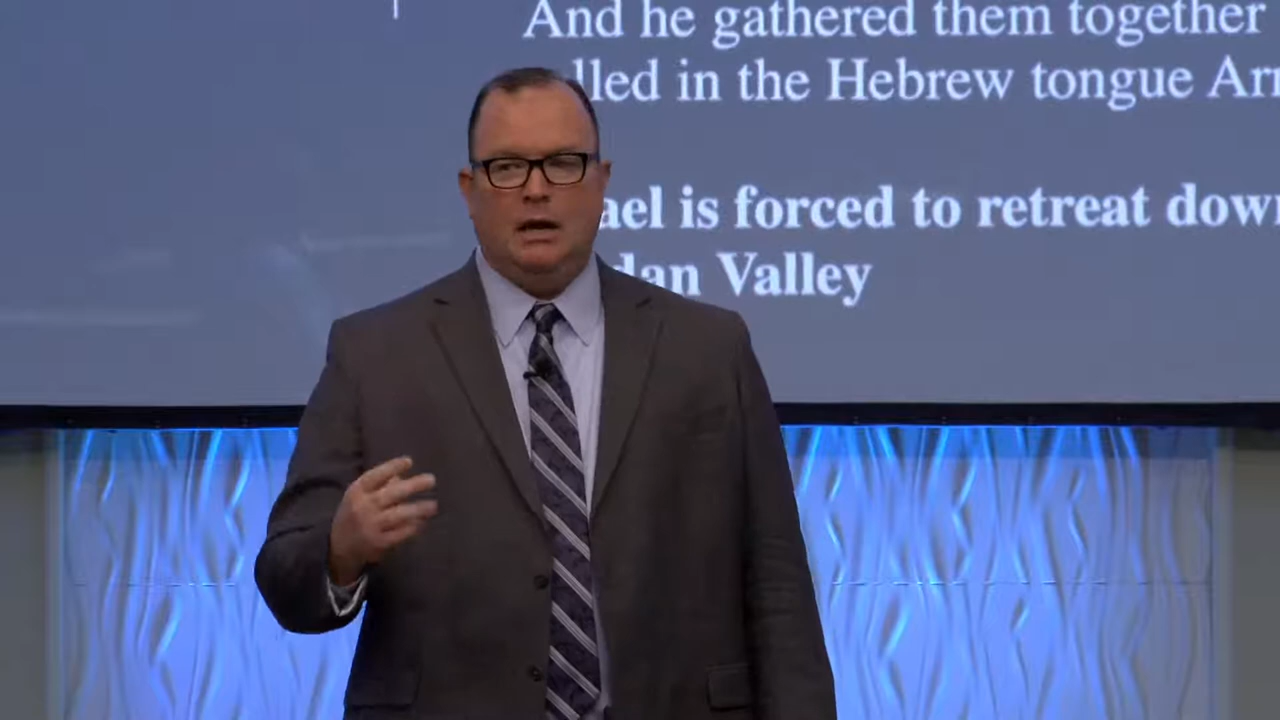 And he gathered them together
lled in the Hebrew tongue Ar
ael is forced to retreat dow
dan Valley